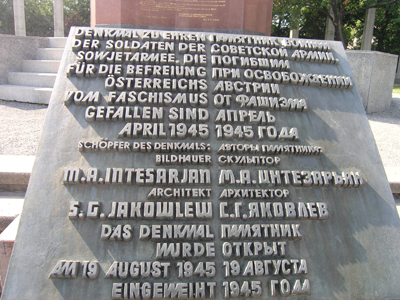 DENKMAL ZU EHREN
DER SOLDATEN DER
SOWJETARMEE, DIE
FÜR DIE BEFREIUNG
ÖSTERREICHS
VOM FASCHISMUS
GEFALLEN SIND
APRIL 1945
SCHÖPFER DES DENKMALS:
BILDHAUER
M.A.INTESARJAN
ARCHITEKT
S.G.JAKOWLEW
DAS DENKMAL
WURDE
AM 19 AUGUST 1945
EINGEWEIHT
ПАМЯТНИК ВОИНАМ
СОВЕТСКОЙ АРМИИ,
ПОГИБШИМ
ПРИ ОСВОБОЖДЕНИИ
АВСТРИИ
ОТ ФАШИЗМА
АПРЕЛЬ
1945 ГОДА
АВТОРЫ ПАМЯТНИКА:
СКУЛЬПТОР
М.А.ИНТЕЗАРЬЯН
АРХИТЕКТОР
С.Г.ЯКОВЛЕВ
ПАМЯТНИК
ОТКРЫТ
19 АВГУСТА
1945 ГОДА